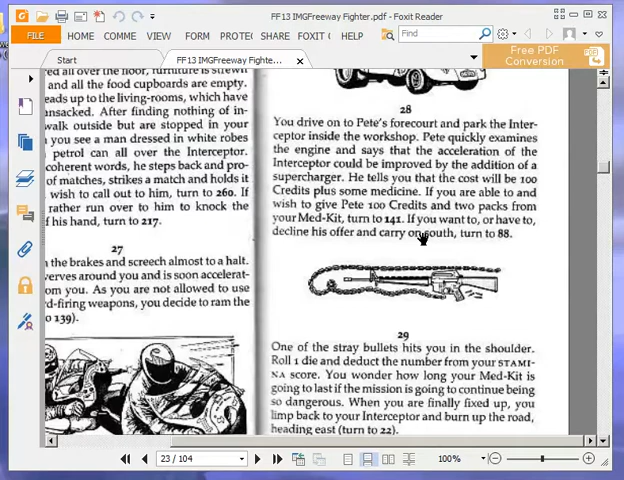 FF13 IMGFreeway Fighter.pdf - Foxit Reader
FILE HOME COMME VIEW FORM PROTE SHARE FOXIT C HELP Find
Start FF13 IMGFreeway Fighte... Free PDF Conversion
red all over the floor, furniture is strewn
and all the food cupboards are empty.
eads up to the living-rooms, which have
ansacked. After finding nothing of in-
walk outside but are stopped in your
you see a man dressed in white robes
petrol can all over the Interceptor.
coherent words, he steps back and pro-
of matches, strikes a match and holds it
wish to call out to him, turn to 260. If
rather run over to him to knock the
f his hand, turn to 217.
27
n the brakes and screech almost to a halt.
verves around you and is soon accelerat-
om you. As you are not allowed to use
d-firing weapons, you decide to ram the
to 139).
28
You drive on to Pete's forecourt and park the Inter-
ceptor inside the workshop. Pete quickly examines
the engine and says that the acceleration of the
Interceptor could be improved by the addition of a
supercharger. He tells you that the cost will be 100
Credits plus some medicine. If you are able to and
wish to give Pete 100 Credits and two packs from
your Med-Kit, turn to 141. If you want to, or have to,
decline his offer and carry on south, turn to 88.
29
One of the stray bullets hits you in the shoulder.
Roll 1 die and deduct the number from your STAMI-
NA score. You wonder how long your Med-Kit is
going to last if the mission is going to continue being
so dangerous. When you are finally fixed up, you
limp back to your Interceptor and burn up the road,
heading east (turn to 22).
23 / 104 100%